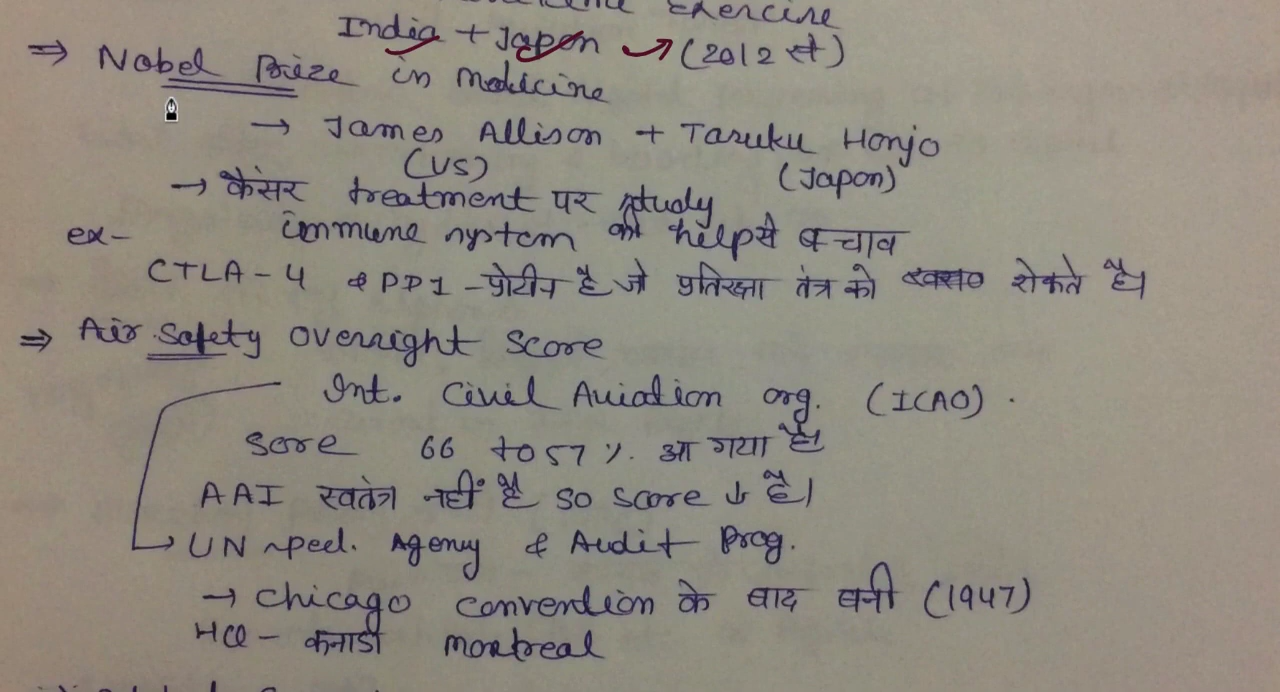 Exercise
India + Japan → (2012 से)
⇒ Nobel Prize in medicine
→ James Allison + Tasuku Honjo
(US) (Japan)
→ कैंसर treatment पर study
ex- immune system की help से बचाव
CTLA-4 & PD1 - प्रोटीन है जो प्रतिरक्षा तंत्र को रोकते है।
⇒ Air Safety Oversight Score
Int. Civil Aviation org. (ICAO).
Sore 66 to 57 %. आ गया है।
AAI स्वतंत्र नहीं है so score ↓ है।
→ UN speel. Agency & Audit Prog.
→ Chicago convention के बाद बनी (1947)
HQ - कनाडा montreal